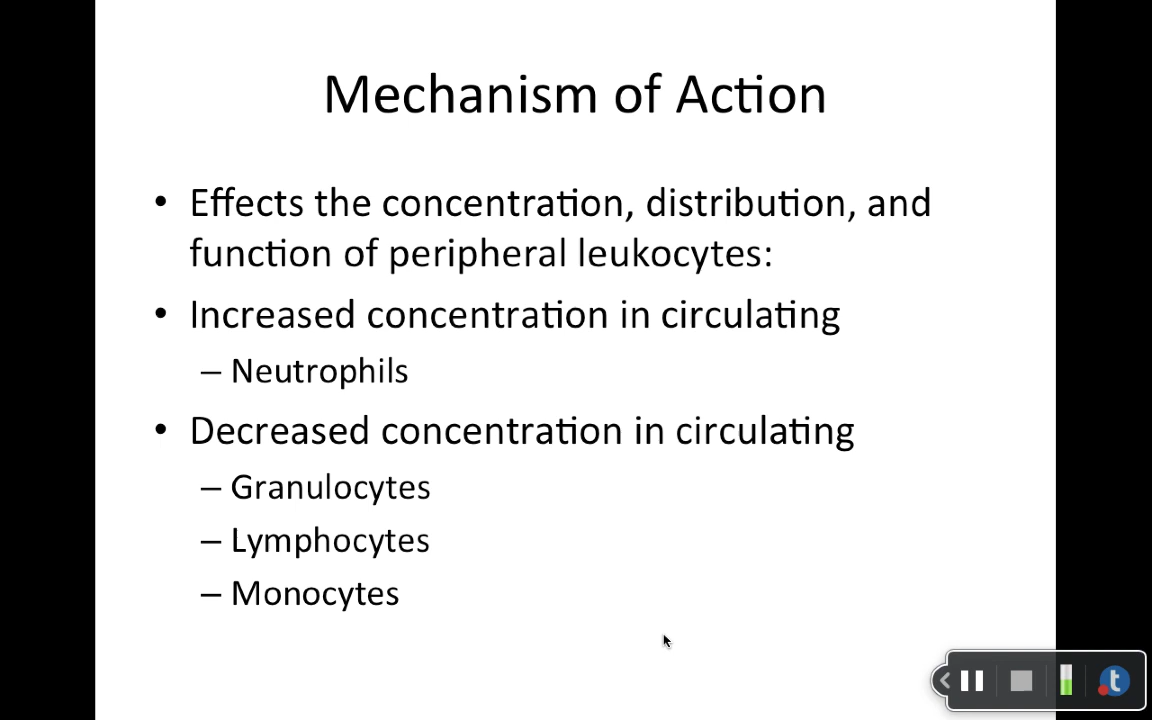 Mechanism of Action
• Effects the concentration, distribution, and
function of peripheral leukocytes:
• Increased concentration in circulating
– Neutrophils
• Decreased concentration in circulating
– Granulocytes
– Lymphocytes
– Monocytes
t